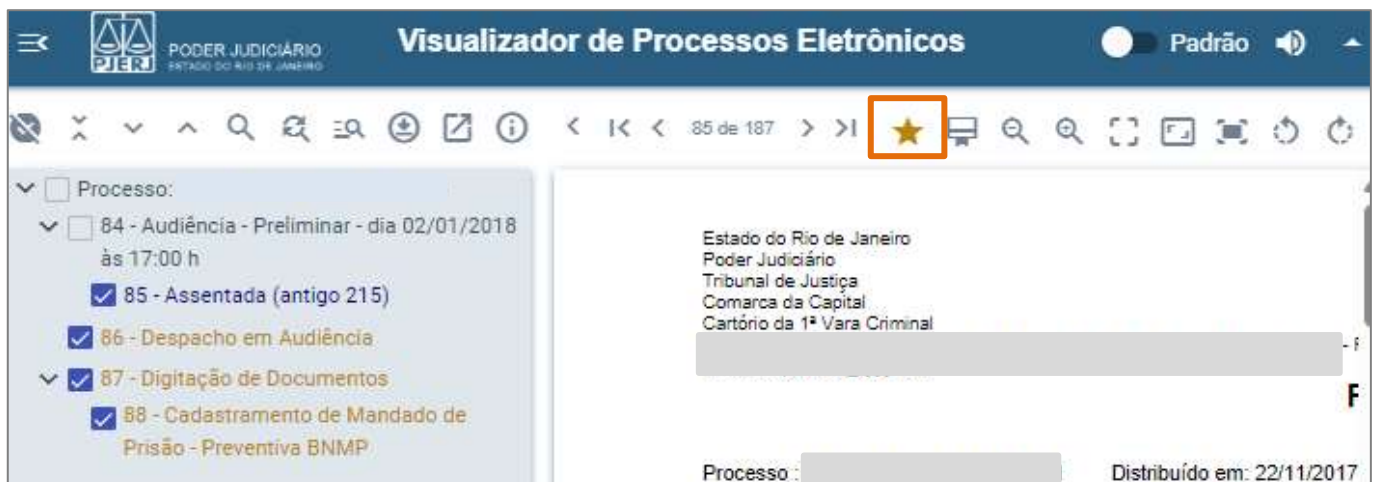 PJERJ
PODER JUDICIÁRIO
ESTADO DO RIO DE JANEIRO
Visualizador de Processos Eletrônicos
Padrão
85 de 187
Processo:
84 - Audiência - Preliminar - dia 02/01/2018
às 17:00 h
85 - Assentada (antigo 215)
86 - Despacho em Audiência
87 - Digitação de Documentos
88 - Cadastramento de Mandado de
Prisão - Preventiva BNMP
Estado do Rio de Janeiro
Poder Judiciário
Tribunal de Justiça
Comarca da Capital
Cartório da 1ª Vara Criminal
Processo :
Distribuído em: 22/11/2017